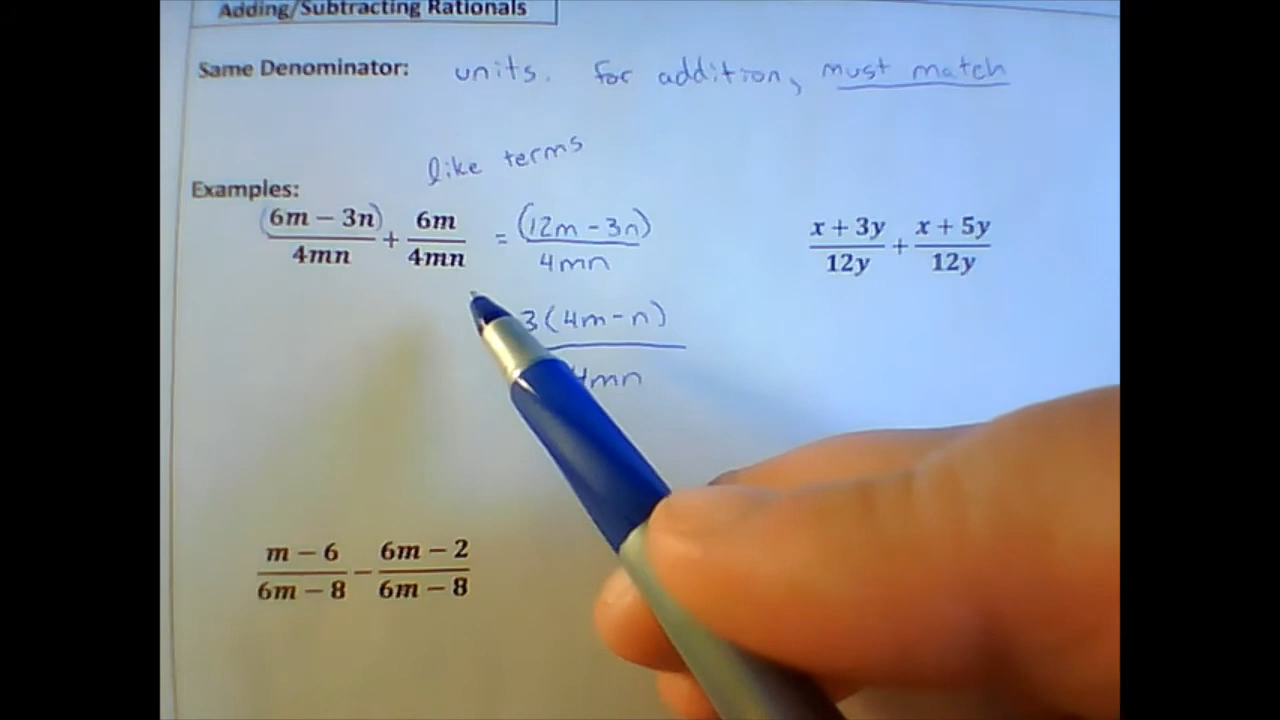 Adding/Subtracting Rationals
Same Denominator: units. for addition, must match
like terms
Examples:
(6m − 3n)/4mn + 6m/4mn = (12m − 3n)/4mn
3(4m − n)/4mn
x + 3y/12y + x + 5y/12y
m − 6/6m − 8 − 6m − 2/6m − 8